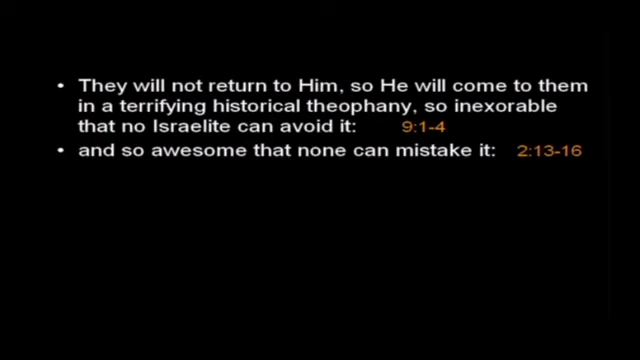 • They will not return to Him, so He will come to them
in a terrifying historical theophany, so inexorable
that no Israelite can avoid it: 9:1-4
• and so awesome that none can mistake it: 2:13-16